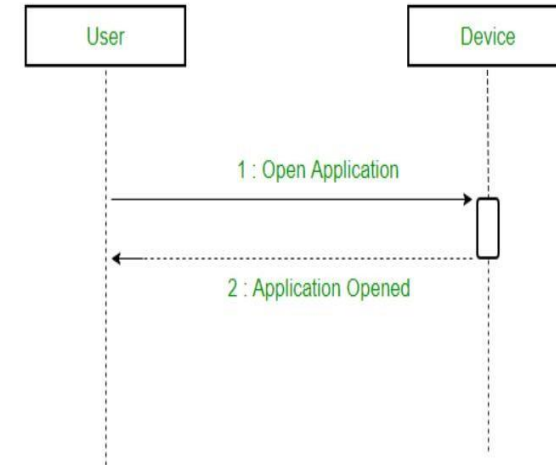 User
Device
1 : Open Application
2 : Application Opened